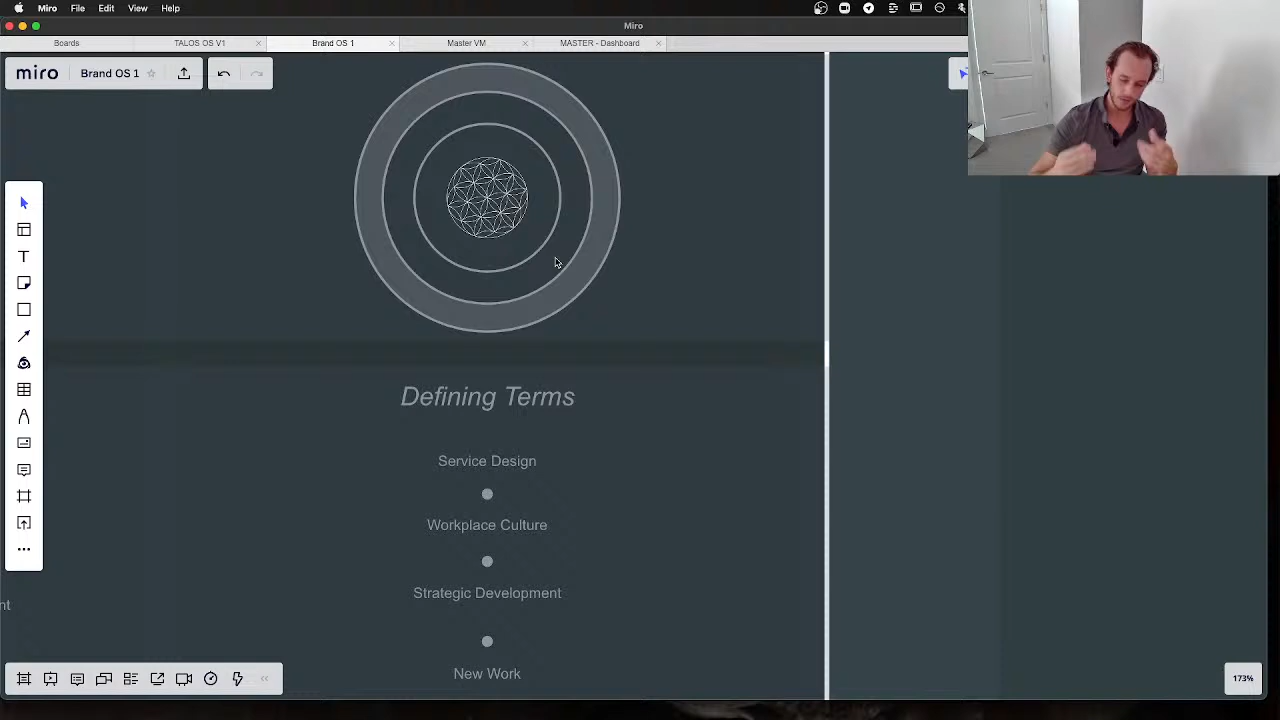 Miro File Edit View Help
Miro
Boards TALOS OS V1 Brand OS 1 Master VM MASTER - Dashboard
miro Brand OS 1
Defining Terms
Service Design
Workplace Culture
Strategic Development
nt
New Work
173%